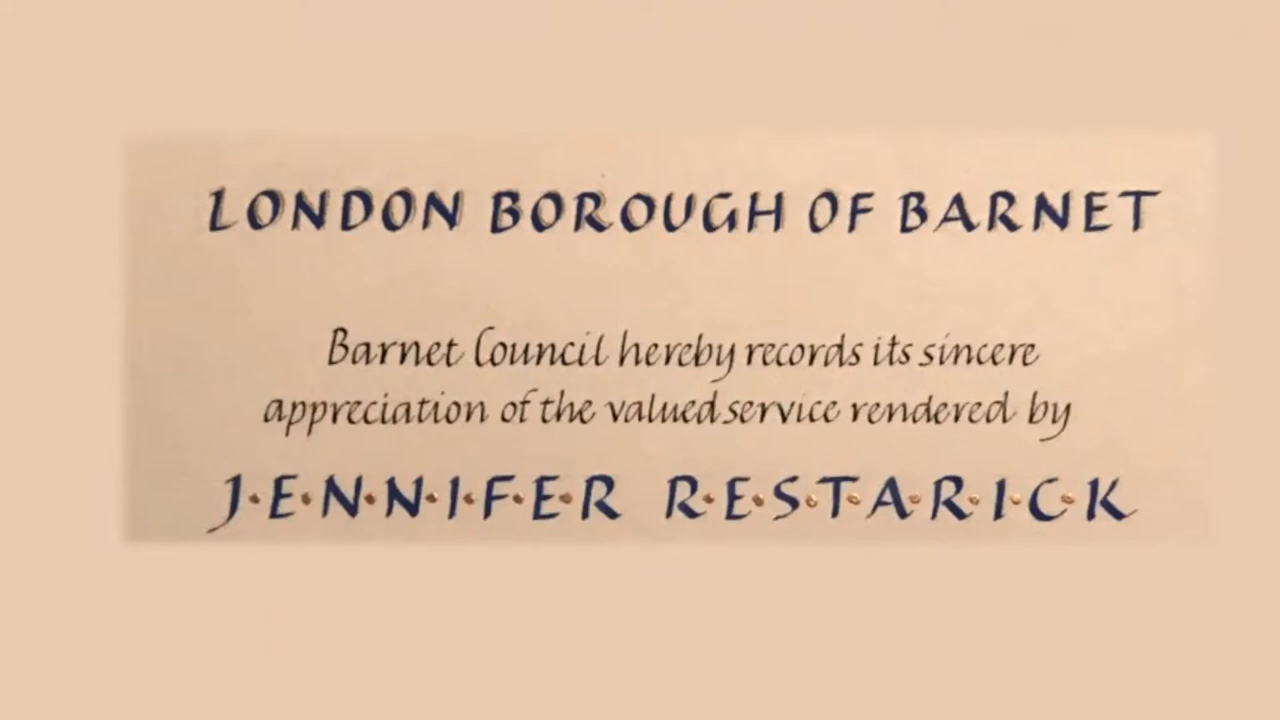 LONDON BOROUGH OF BARNET
Barnet Council hereby records its sincere
appreciation of the valued service rendered by
J·E·N·N·I·F·E·R R·E·S·T·A·R·I·C·K